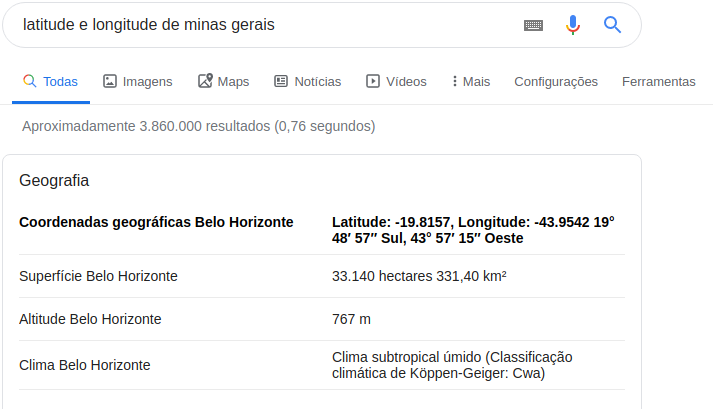 latitude e longitude de minas gerais
Todas Imagens Maps Notícias Vídeos Mais Configurações Ferramentas
Aproximadamente 3.860.000 resultados (0,76 segundos)
Geografia
Coordenadas geográficas Belo Horizonte Latitude: -19.8157, Longitude: -43.9542 19°
48′ 57″ Sul, 43° 57′ 15″ Oeste
Superfície Belo Horizonte 33.140 hectares 331,40 km²
Altitude Belo Horizonte 767 m
Clima Belo Horizonte Clima subtropical úmido (Classificação
climática de Köppen-Geiger: Cwa)